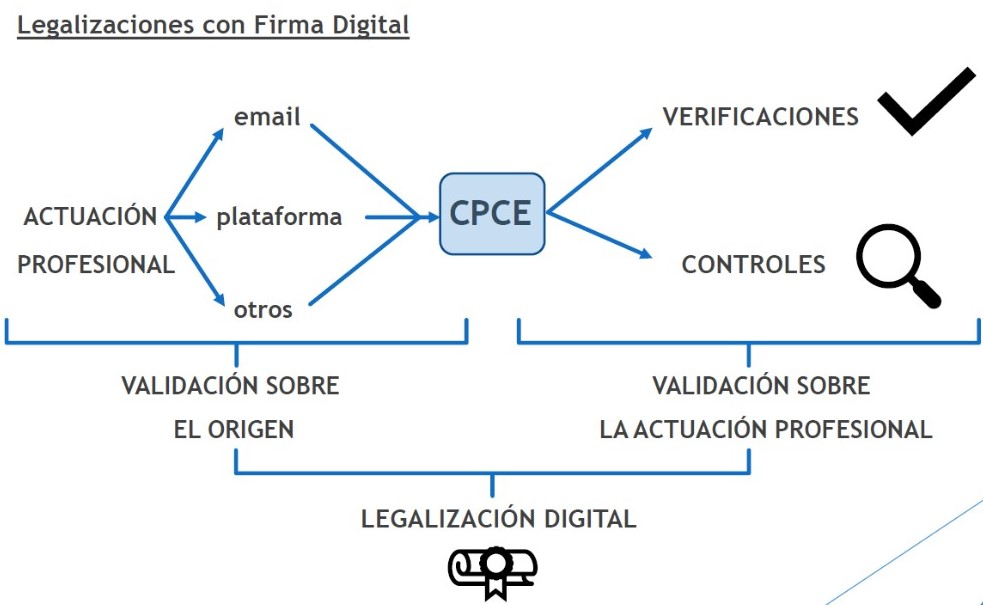 Legalizaciones con Firma Digital
email
VERIFICACIONES
ACTUACIÓN
PROFESIONAL
plataforma
CPCE
CONTROLES
otros
VALIDACIÓN SOBRE
EL ORIGEN
VALIDACIÓN SOBRE
LA ACTUACIÓN PROFESIONAL
LEGALIZACIÓN DIGITAL